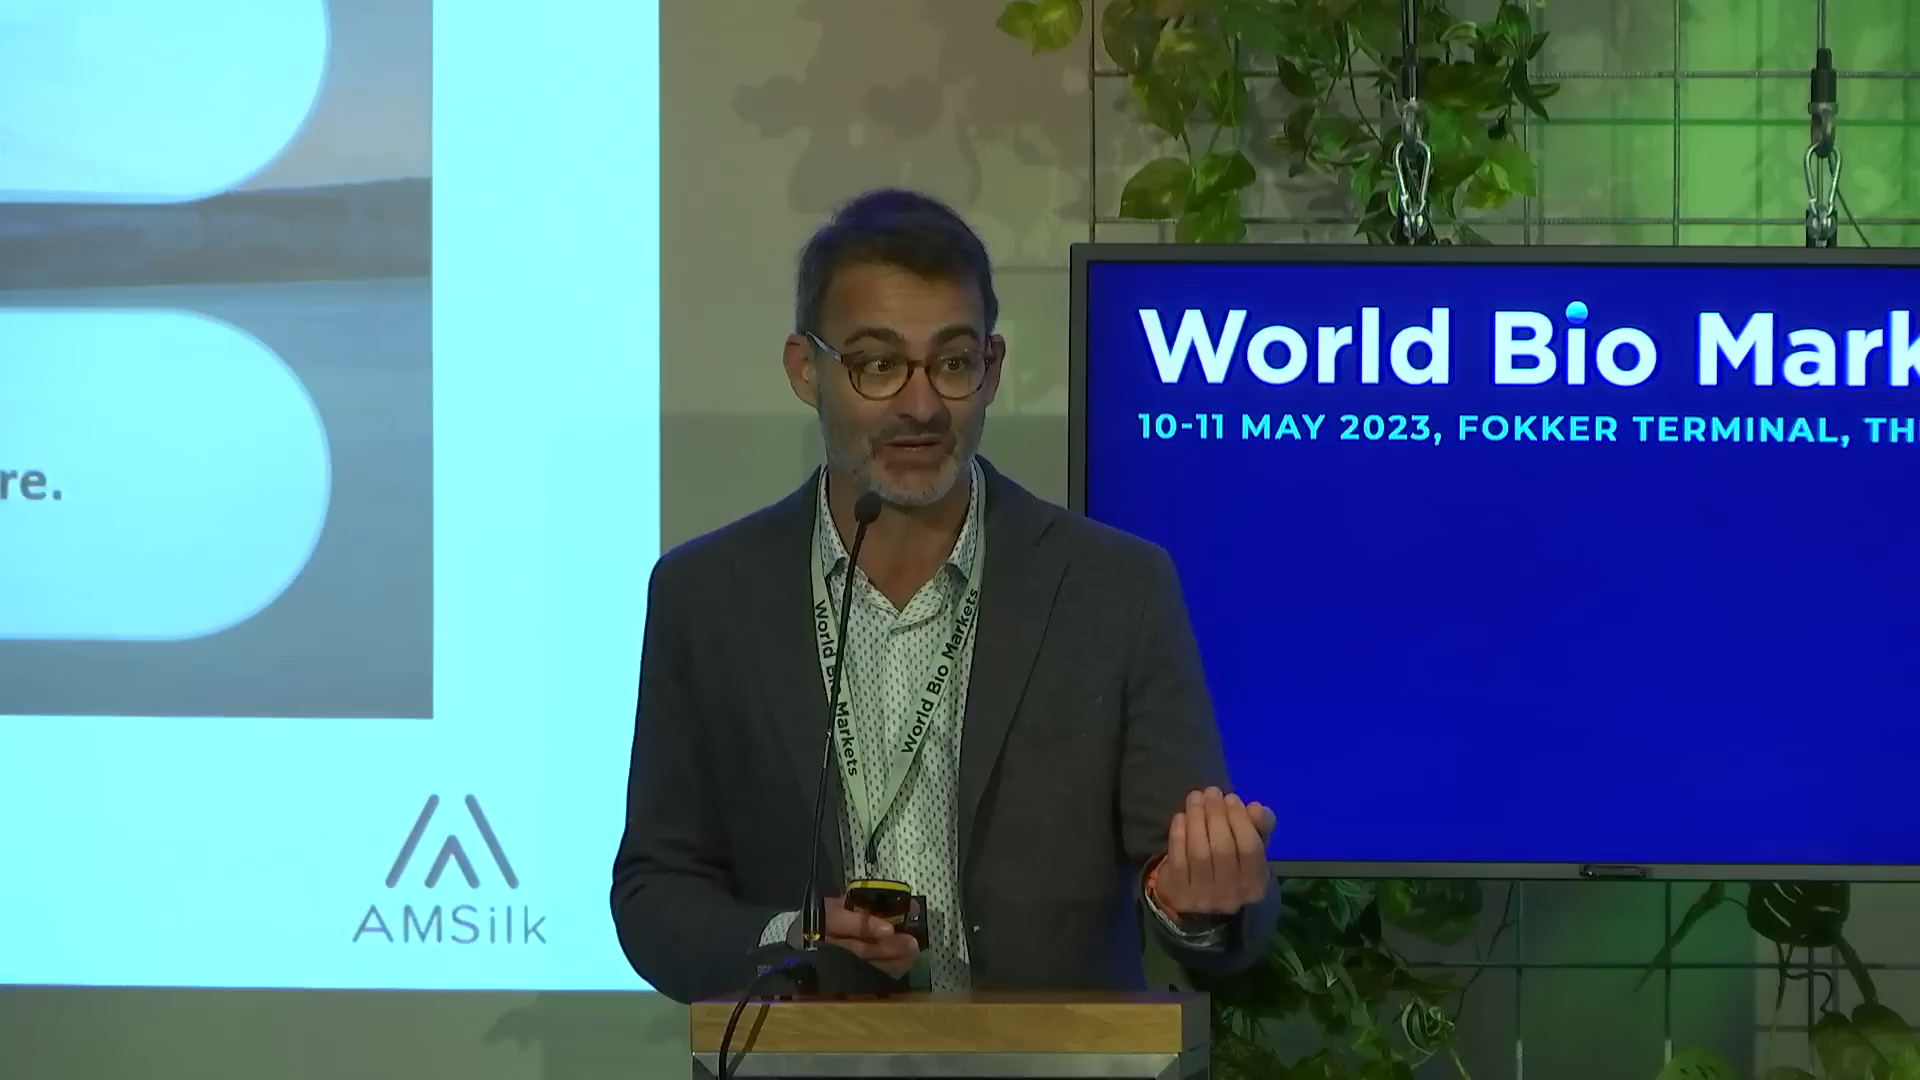 re.
AMSilk
World Bio Mark
10-11 MAY 2023, FOKKER TERMINAL, TH
World Bio Markets
World Bio Markets